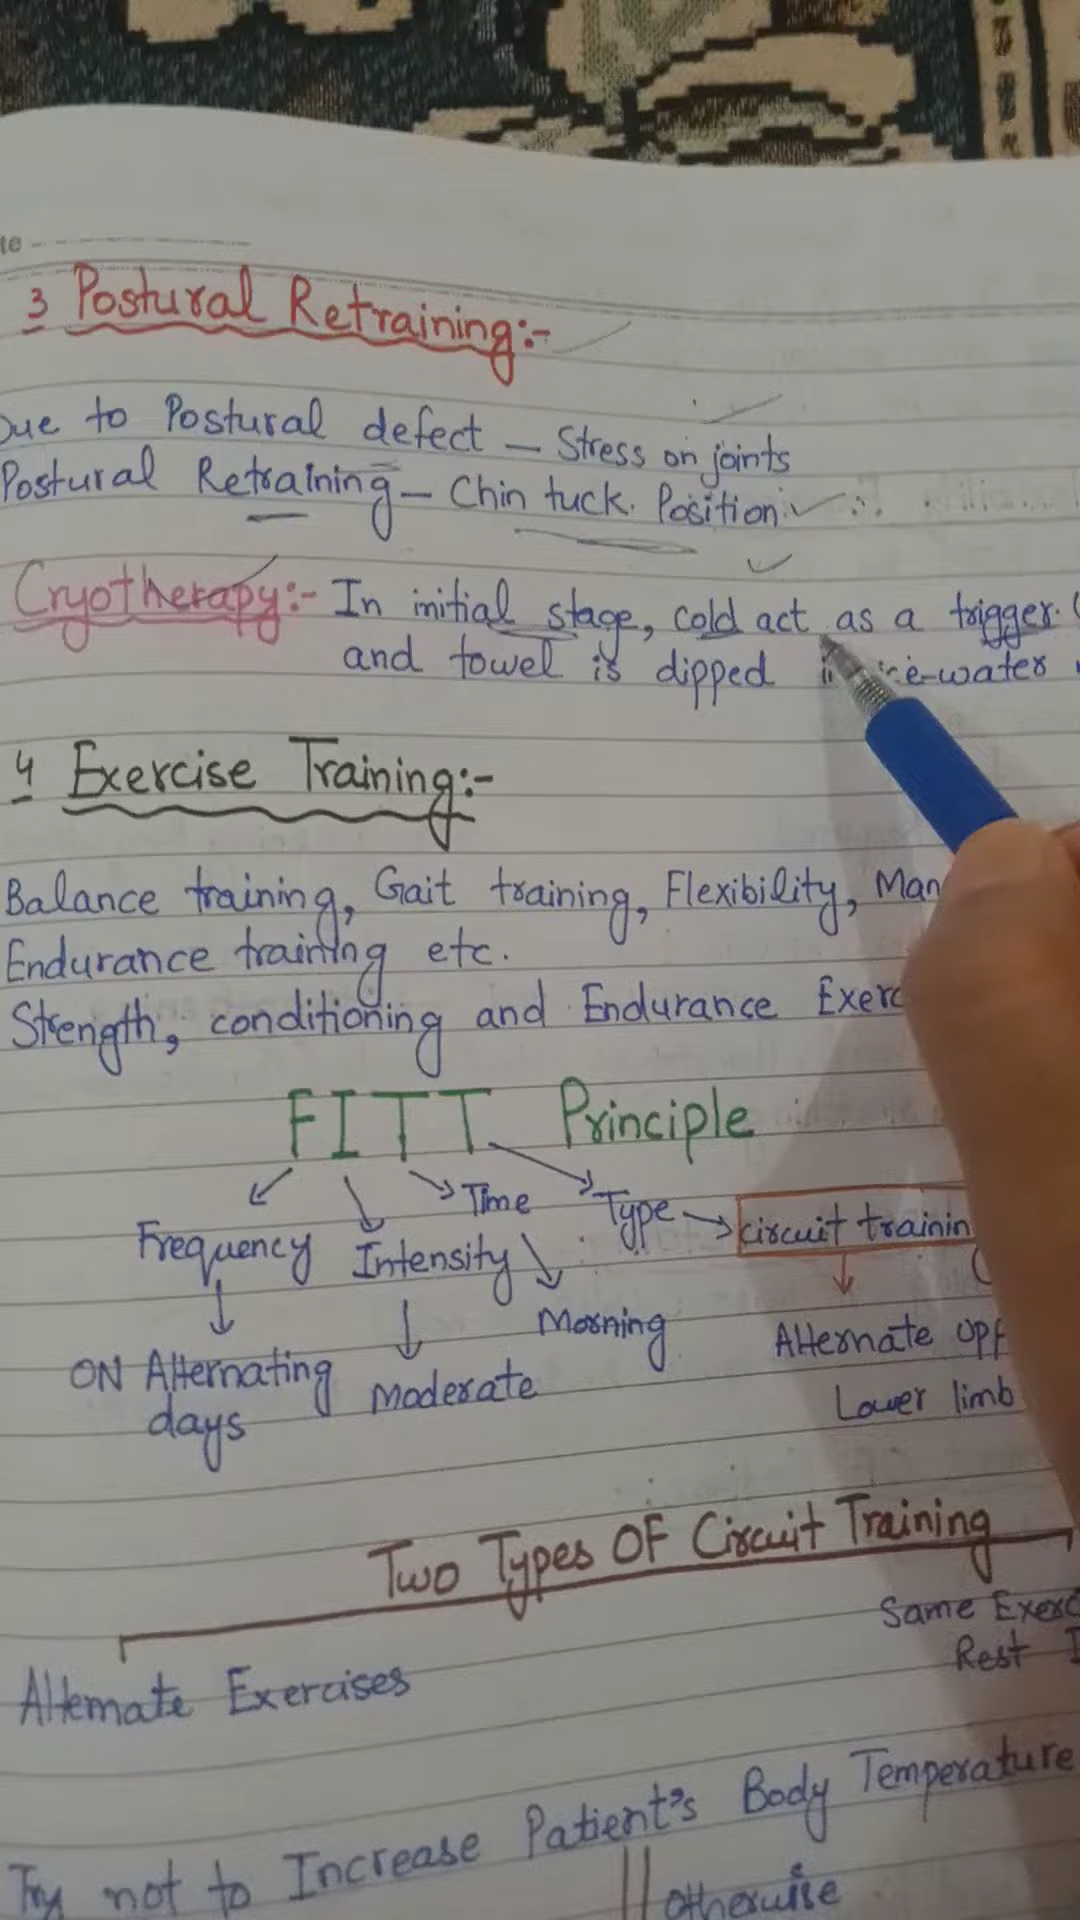 3 Postural Retraining:-
Due to Postural defect – Stress on joints
Postural Retraining – Chin tuck. Position
Cryotherapy:- In initial stage, cold act as a trigger.
and towel is dipped
4 Exercise Training:-
Balance training, Gait training, Flexibility,
Endurance training etc.
Strength, conditioning and Endurance
FITT Principle
Frequency Intensity Time Type circuit
Morning
ON Alternating days Moderate Alternate
Lower limb
Two Types OF Circuit Training
Same
Rest
Alternate Exercises
Try not to Increase Patient's Body Temperature
Otherwise